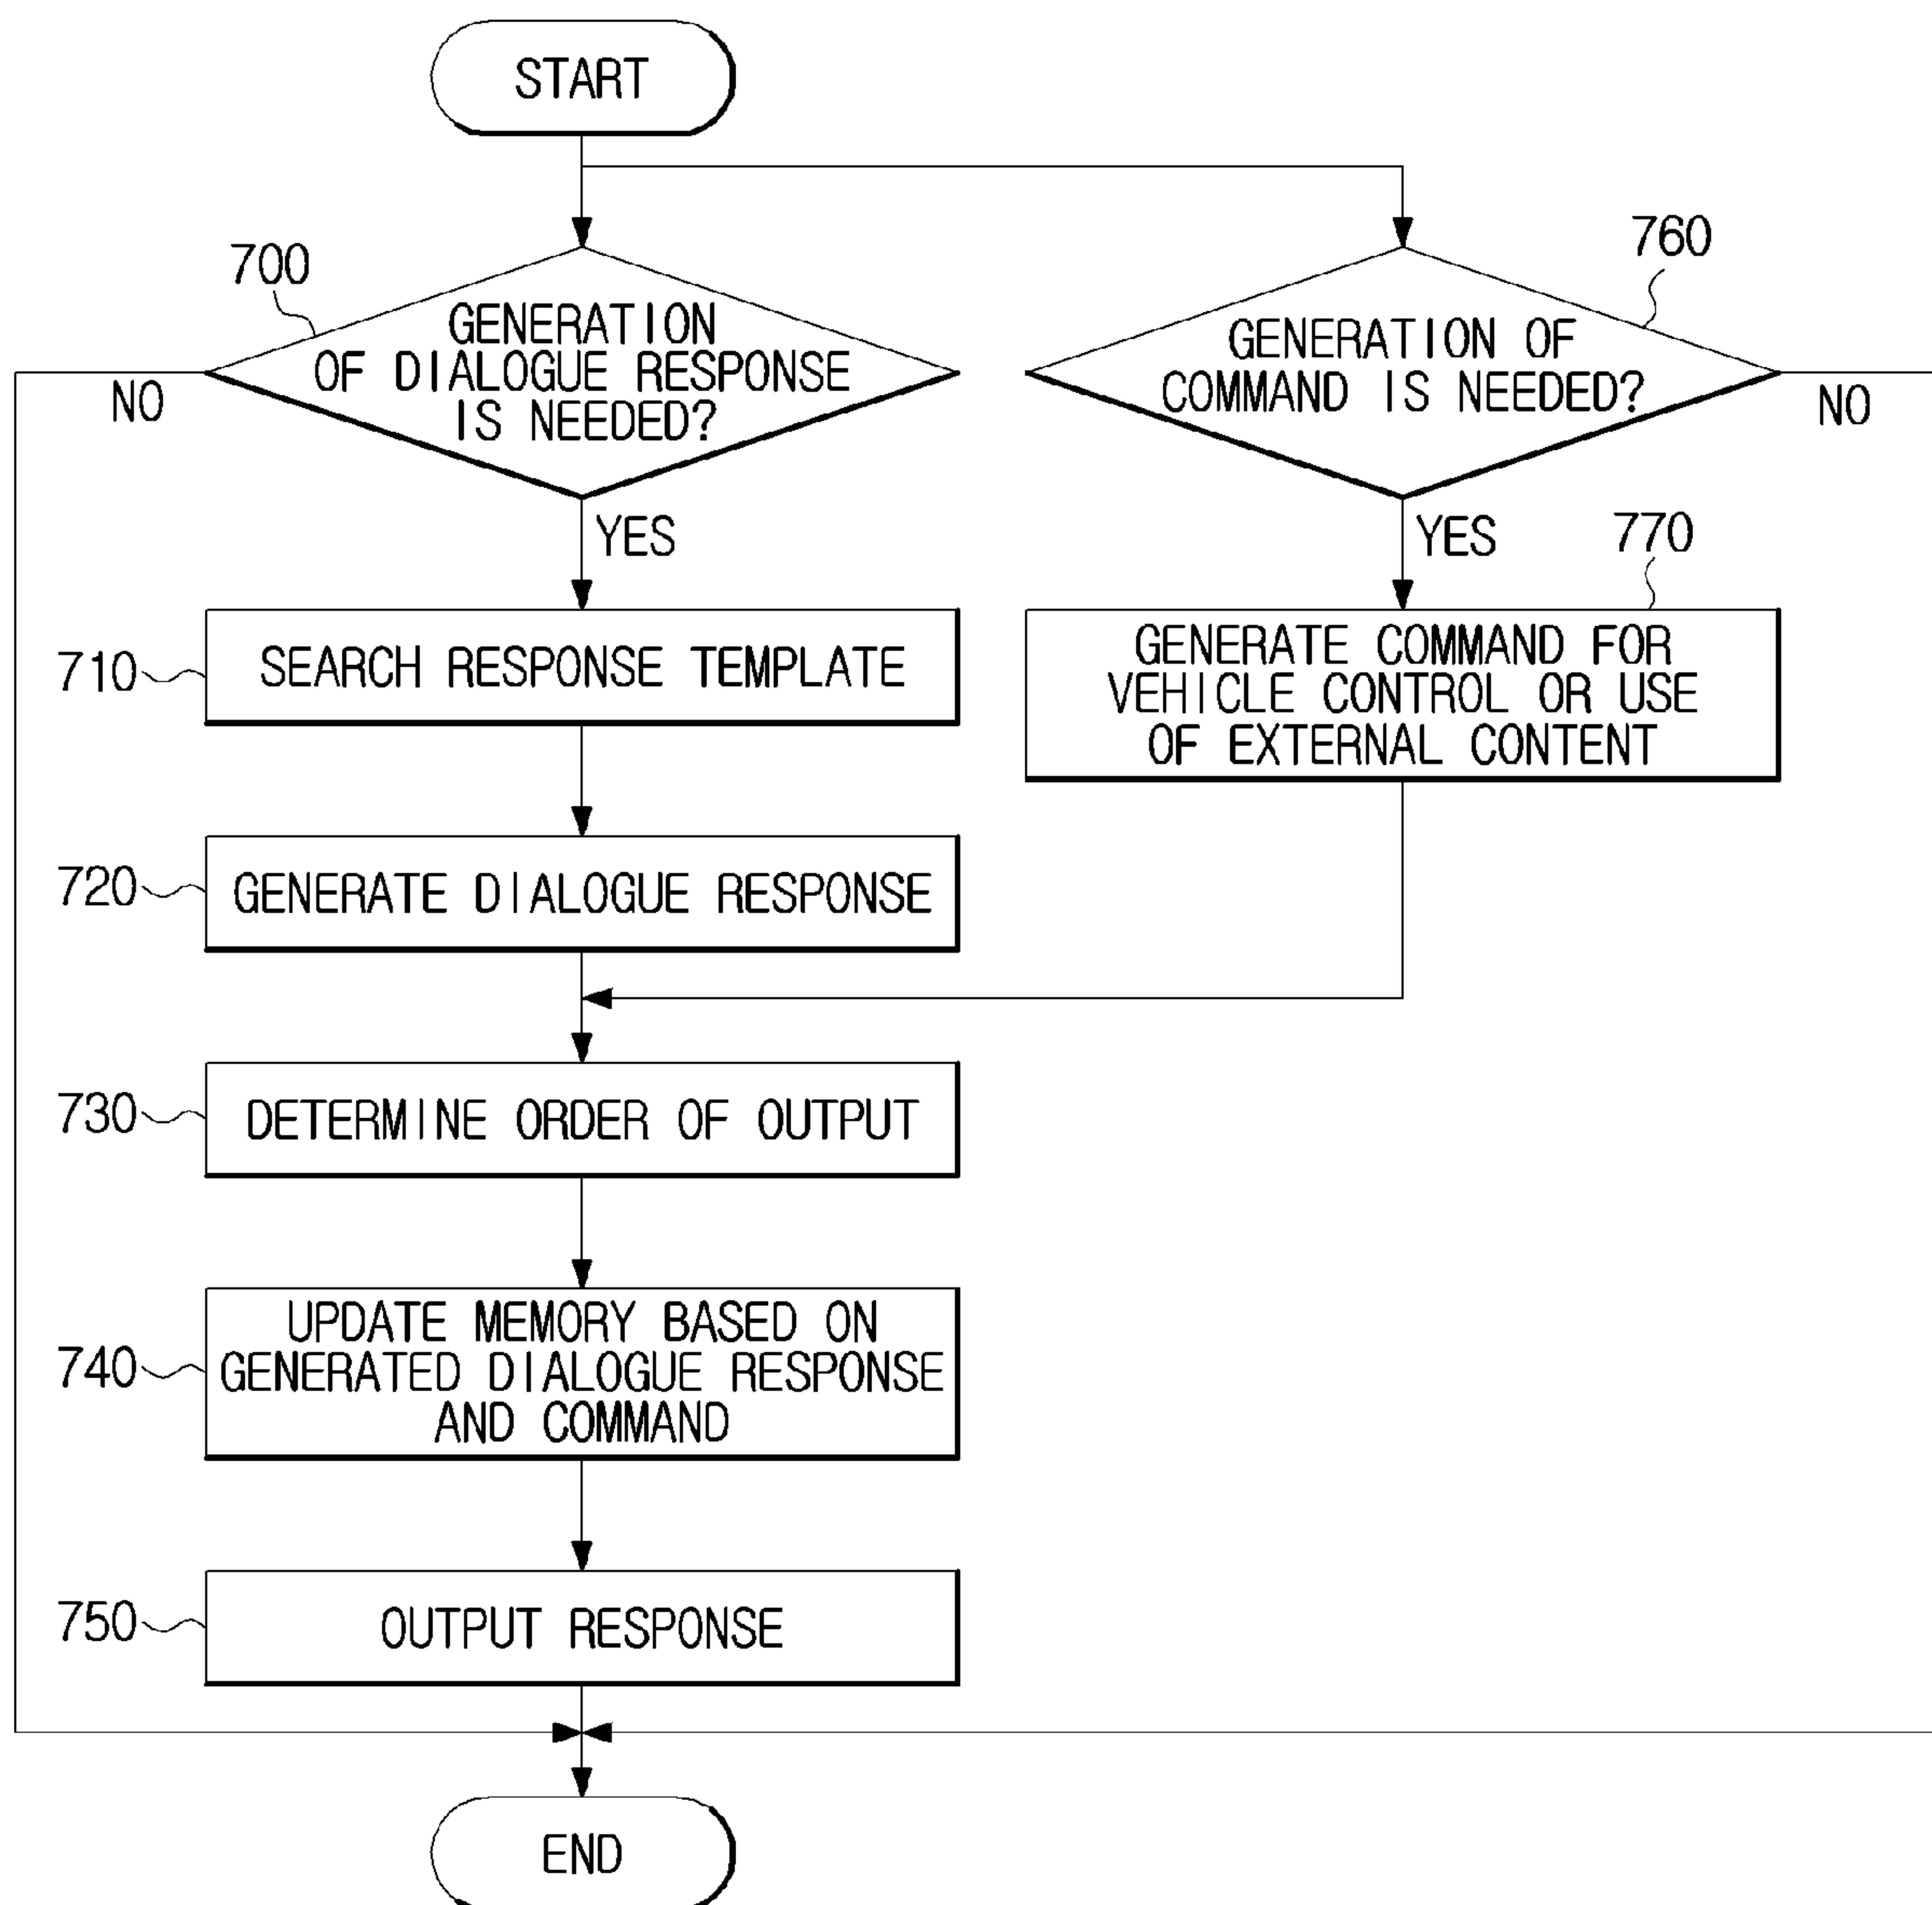 START
700
GENERATION
OF DIALOGUE RESPONSE
IS NEEDED?
NO
YES
760
GENERATION OF
COMMAND IS NEEDED?
NO
YES
710
SEARCH RESPONSE TEMPLATE
770
GENERATE COMMAND FOR
VEHICLE CONTROL OR USE
OF EXTERNAL CONTENT
720
GENERATE DIALOGUE RESPONSE
730
DETERMINE ORDER OF OUTPUT
740
UPDATE MEMORY BASED ON
GENERATED DIALOGUE RESPONSE
AND COMMAND
750
OUTPUT RESPONSE
END